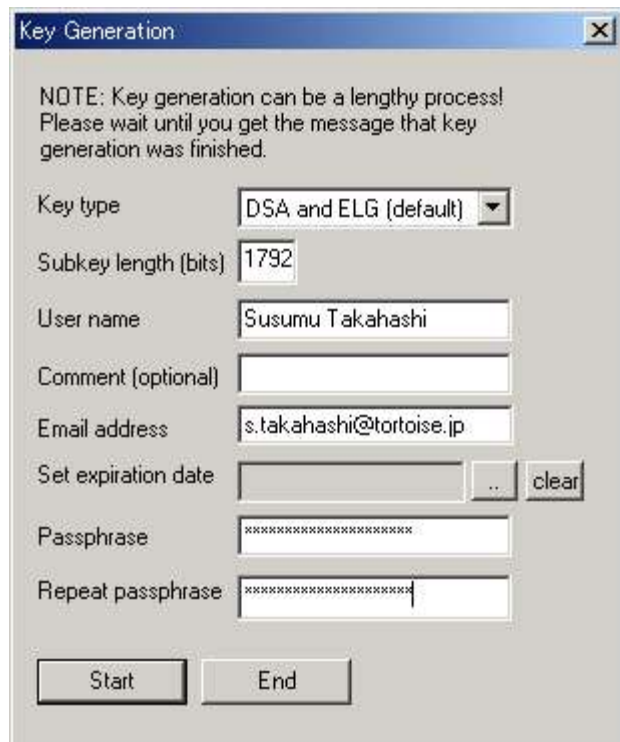 Key Generation
NOTE: Key generation can be a lengthy process!
Please wait until you get the message that key
generation was finished.
Key type DSA and ELG (default)
Subkey length (bits) 1792
User name Susumu Takahashi
Comment (optional)
Email address s.takahashi@tortoise.jp
Set expiration date .. clear
Passphrase *********************
Repeat passphrase *********************
Start End